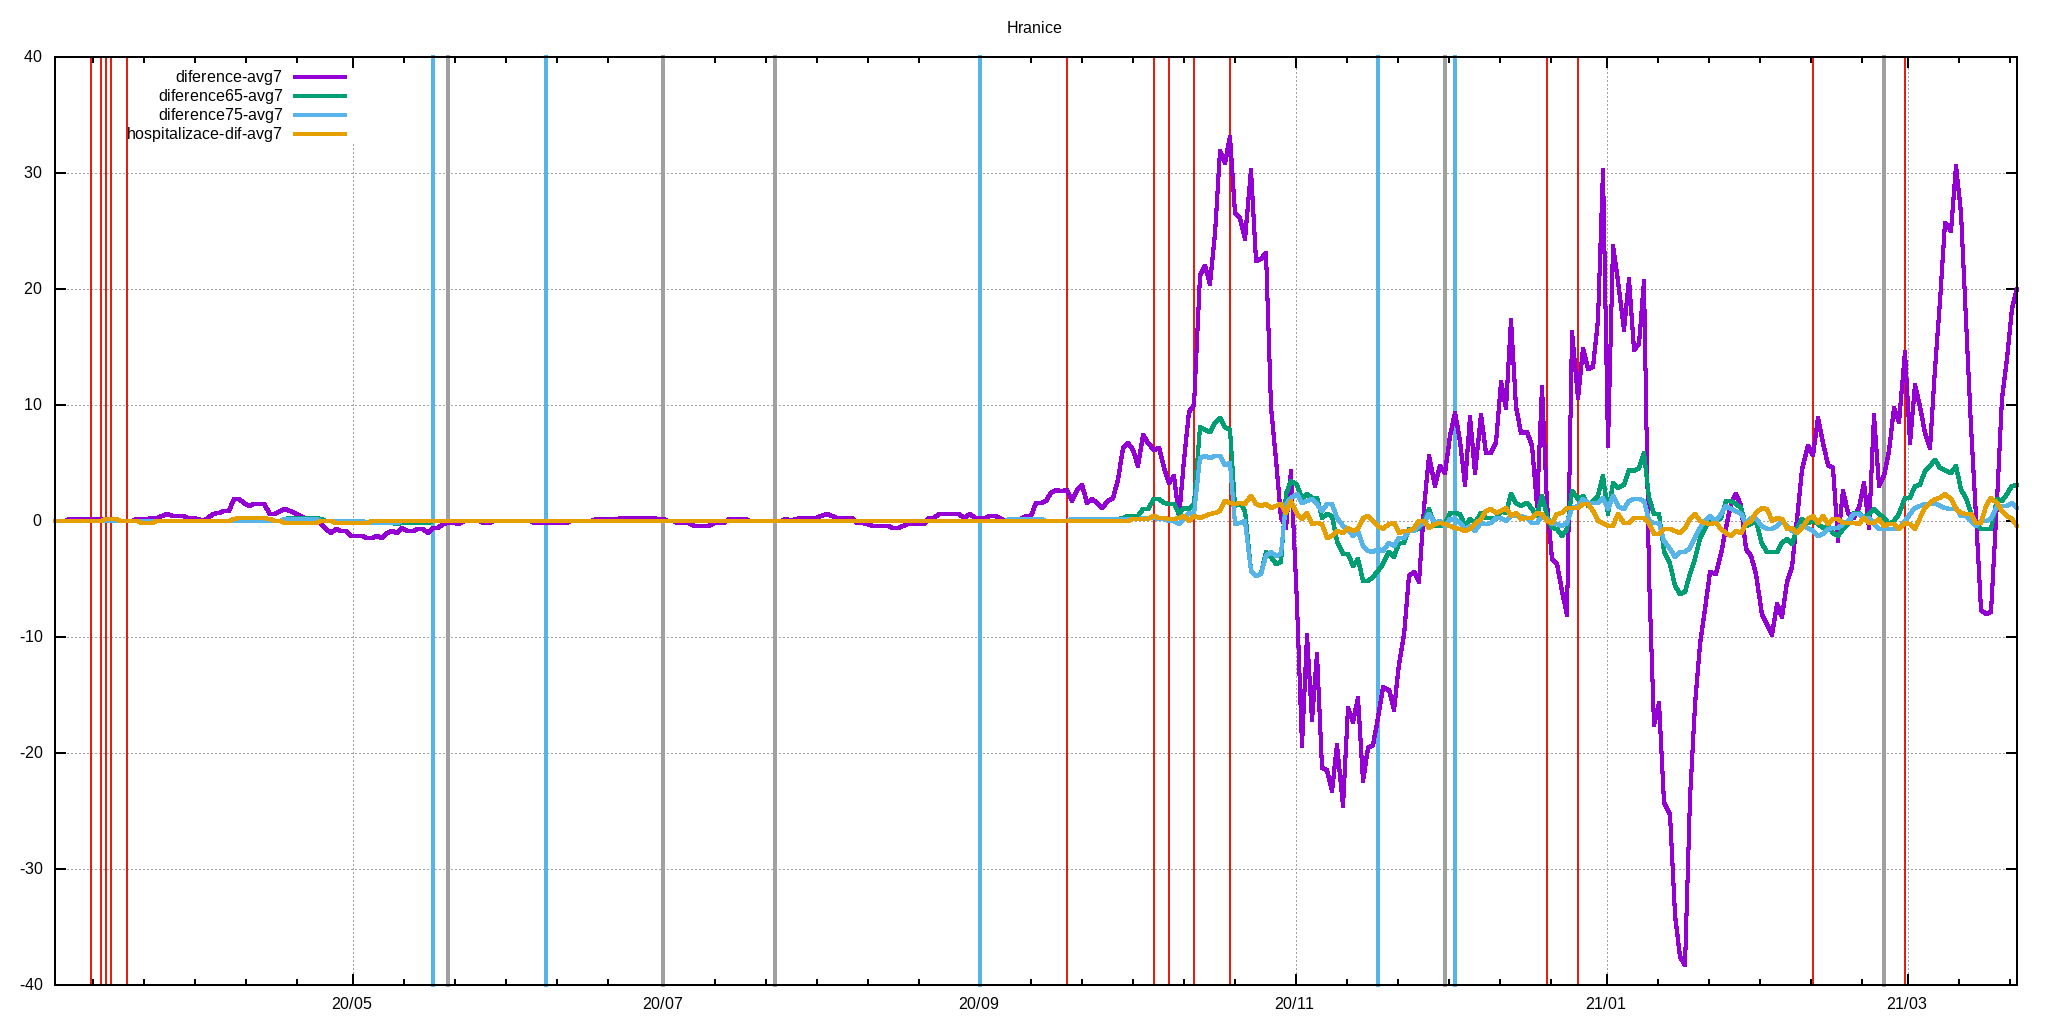 Hranice
diference-avg7
diference65-avg7
diference75-avg7
hospitalizace-dif-avg7
40
30
20
10
0
-10
-20
-30
-40
20/05 20/07 20/09 20/11 21/01 21/03